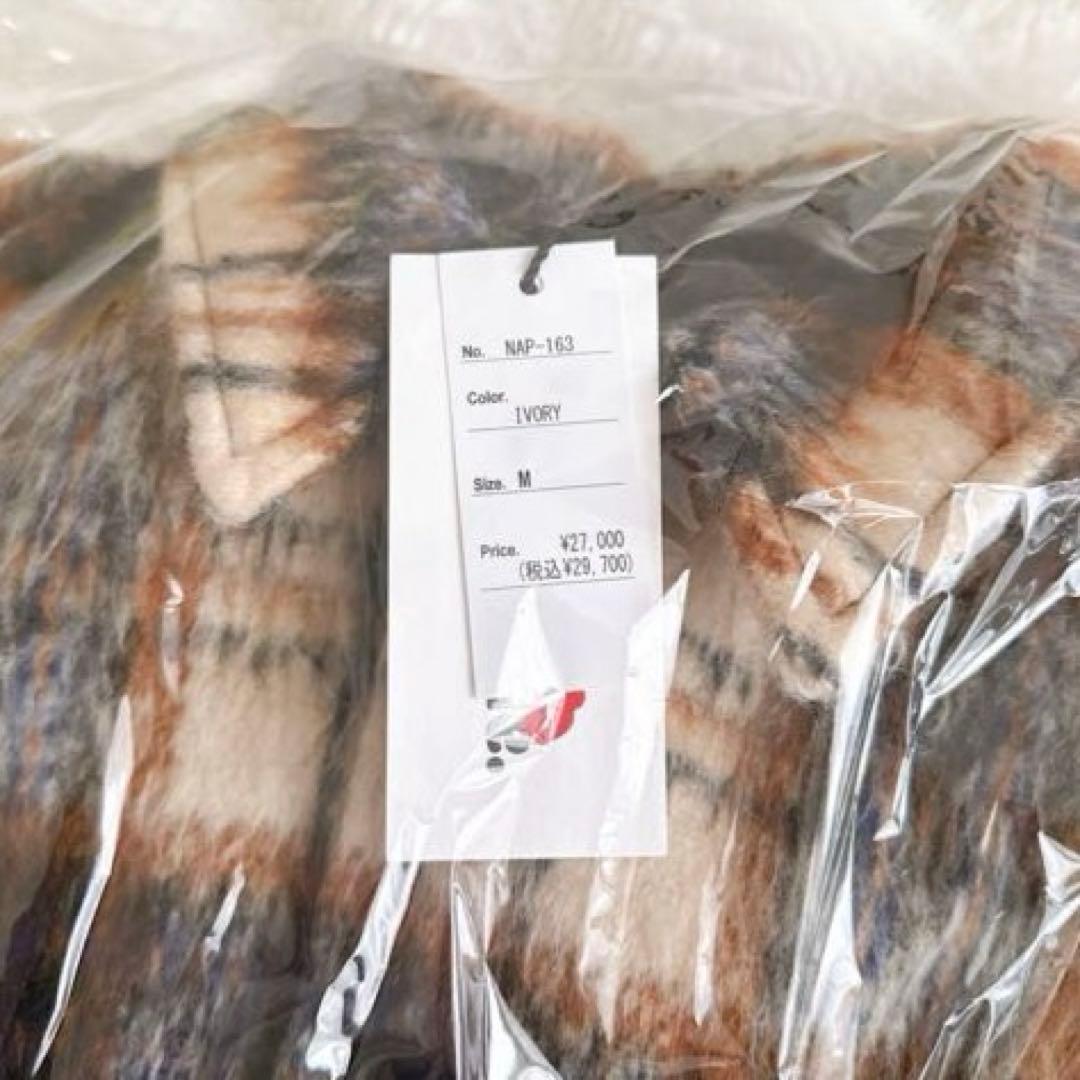 No. NAP-163
Color.
IVORY
Size. M
Price. ¥27,000
(税込¥29,700)